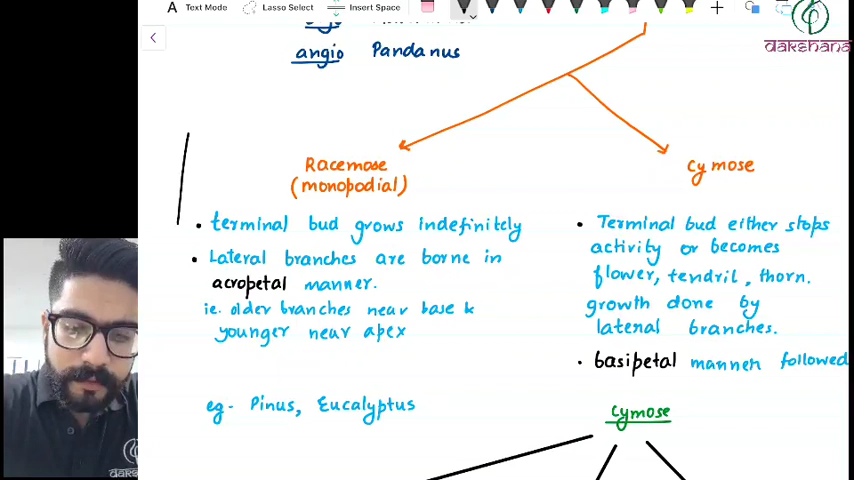 Text Mode
Lasso Select
Insert Space
angio Pandanus
dakshana
Racemose
(monopodial)
cymose
• terminal bud grows indefinitely
• Lateral branches are borne in
acropetal manner.
ie. older branches near base &
younger near apex
eg- Pinus, Eucalyptus
• Terminal bud either stops
activity or becomes
flower, tendril, thorn.
growth done by
lateral branches.
• basipetal manner followed
cymose